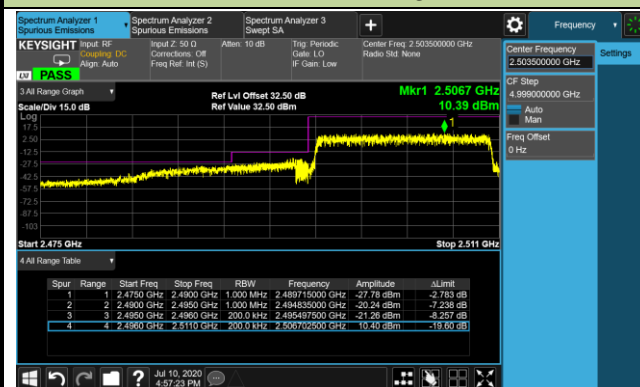 Spectrum Analyzer 1
Spurious Emissions
Spectrum Analyzer 2
Spurious Emissions
Spectrum Analyzer 3
Swept SA
+
Frequency
KEYSIGHT
Input: RF
Coupling: DC
Align: Auto
Input Z: 50 Ω
Corrections: Off
Freq Ref: Int (S)
Atten: 10 dB
Trig: Periodic
Gate: LO
IF Gain: Low
Center Freq: 2.503500000 GHz
Radio Std: None
LXI PASS
Center Frequency
2.503500000 GHz
Settings
CF Step
4.999000000 GHz
Auto
Man
Freq Offset
0 Hz
3 All Range Graph
Scale/Div 15.0 dB
Ref Lvl Offset 32.50 dB
Ref Value 32.50 dBm
Mkr1 2.5067 GHz
10.39 dBm
Log
17.5
2.50
-12.5
-27.5
-42.5
-57.5
-72.5
-87.5
-103
1
Start 2.475 GHz
Stop 2.511 GHz
4 All Range Table
Spur Range Start Freq Stop Freq RBW Frequency Amplitude ΔLimit
1 1 2.4750 GHz 2.4900 GHz 1.000 MHz 2.489715000 GHz -27.78 dBm -2.783 dB
2 2 2.4900 GHz 2.4950 GHz 1.000 MHz 2.494835000 GHz -20.24 dBm -7.238 dB
3 3 2.4950 GHz 2.4960 GHz 200.0 kHz 2.495497500 GHz -21.26 dBm -8.257 dB
4 4 2.4960 GHz 2.5110 GHz 200.0 kHz 2.506702500 GHz 10.40 dBm -19.60 dB
?
Jul 10, 2020
4:57:23 PM